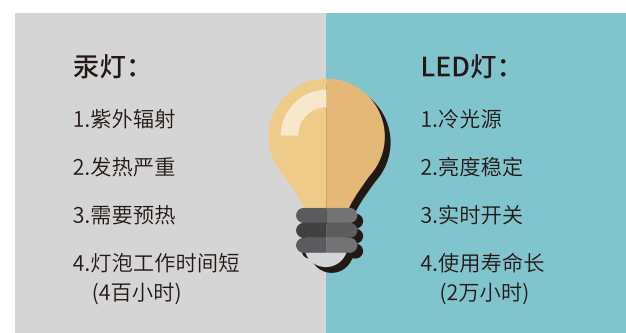 汞灯：
1.紫外辐射
2.发热严重
3.需要预热
4.灯泡工作时间短
(4百小时)
LED灯：
1.冷光源
2.亮度稳定
3.实时开关
4.使用寿命长
(2万小时)